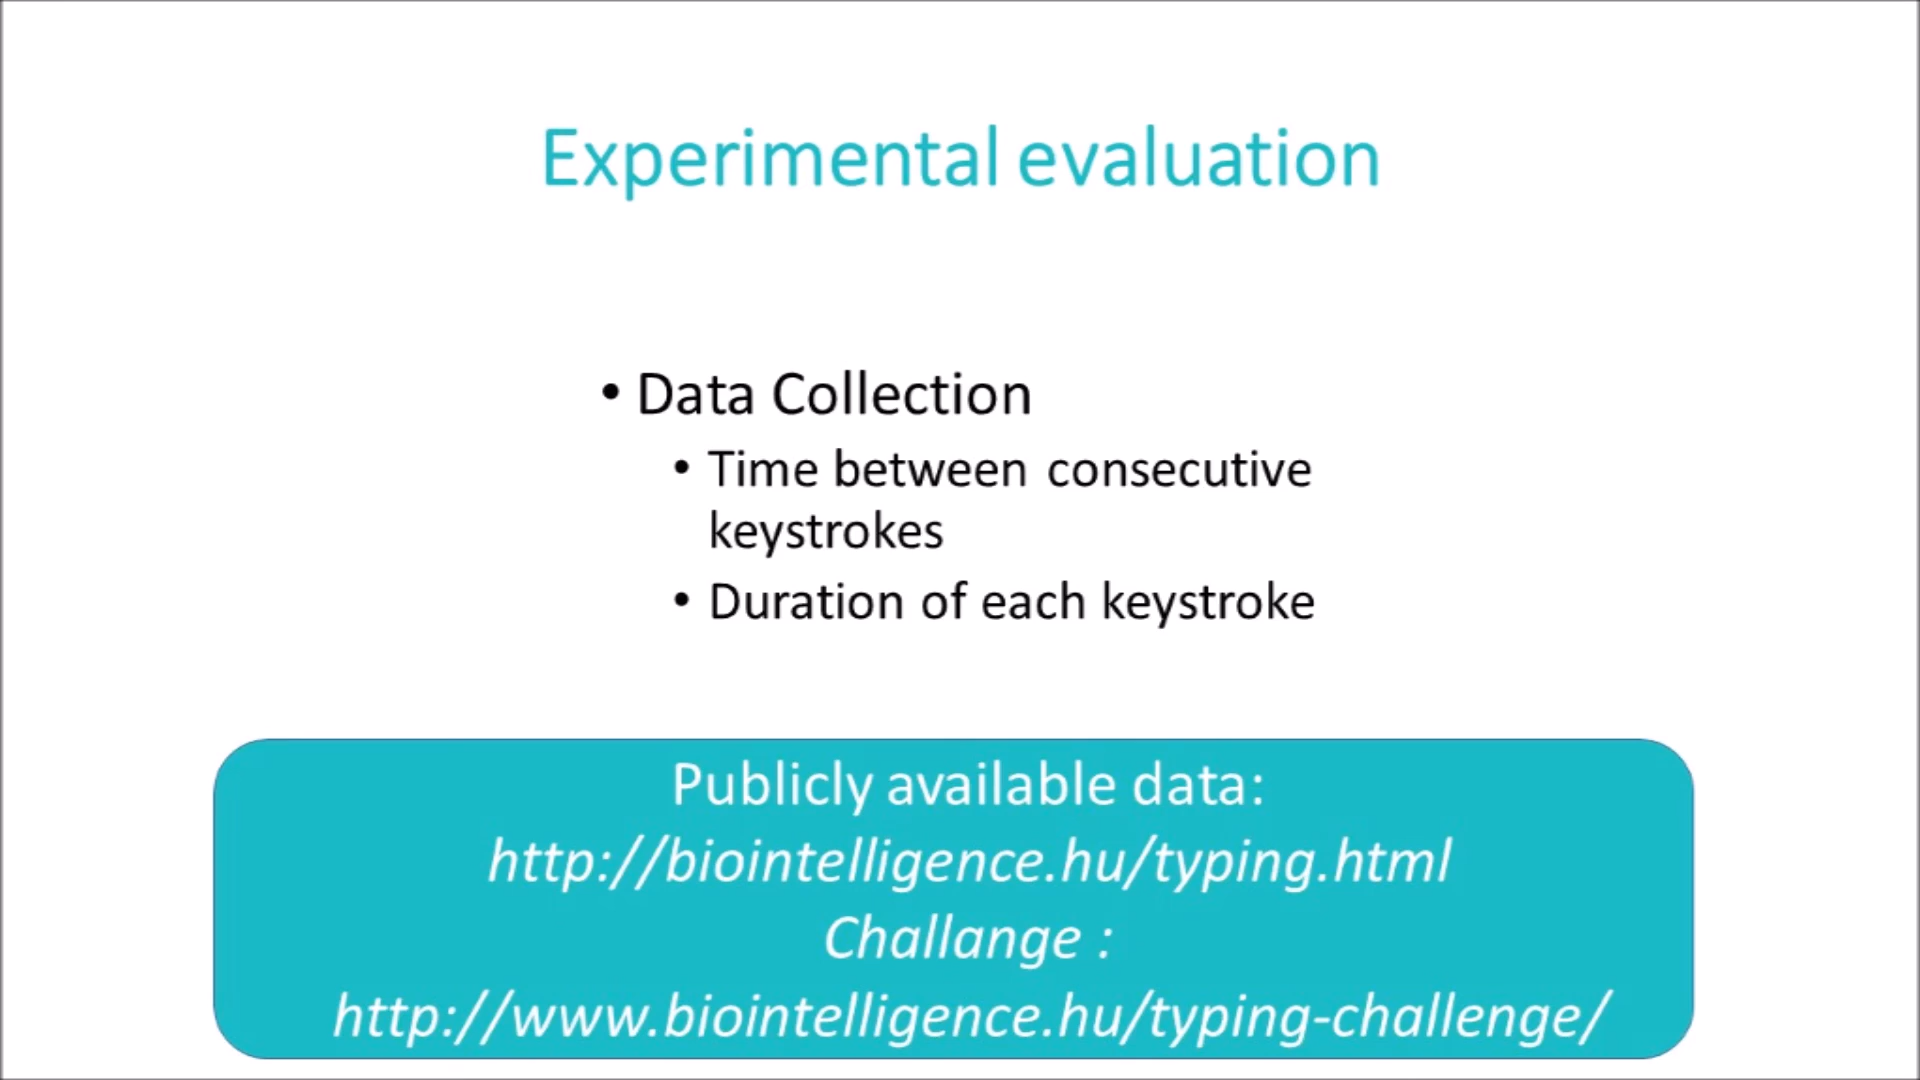 Experimental evaluation
• Data Collection
• Time between consecutive
keystrokes
• Duration of each keystroke
Publicly available data:
http://biointelligence.hu/typing.html
Challange :
http://www.biointelligence.hu/typing-challenge/